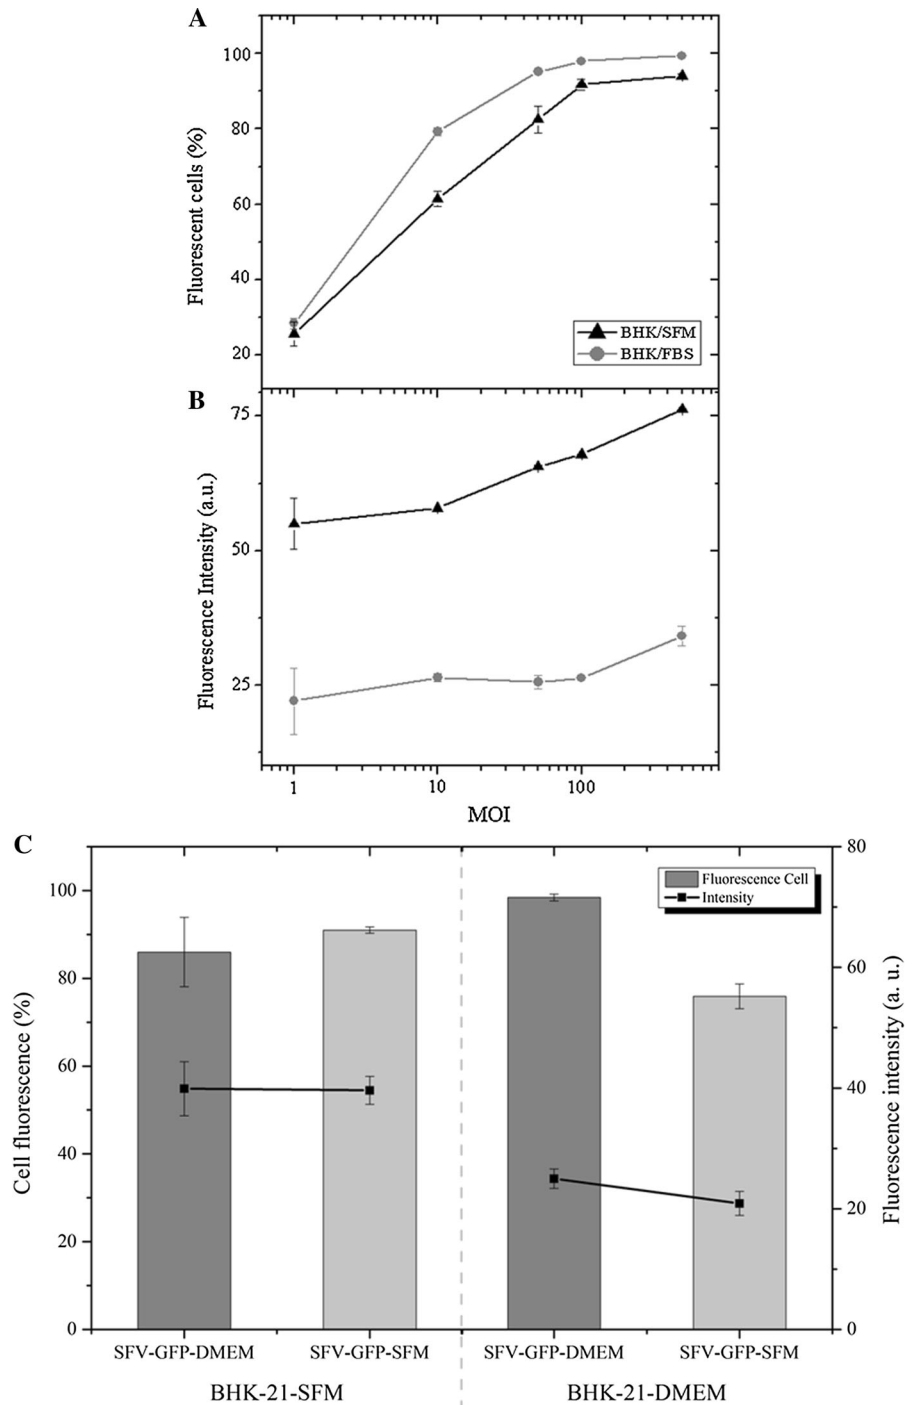 A
100
80
60
40
20
Fluorescent cells (%)
BHK/SFM
BHK/FBS
B
75
50
25
Fluorescence Intensity (a.u.)
1 10 100
MOI
C
100
80
60
40
20
0
Cell fluorescence (%)
Fluorescence Cell
Intensity
80
60
40
20
0
Fluorescence intensity (a. u.)
SFV-GFP-DMEM SFV-GFP-SFM SFV-GFP-DMEM SFV-GFP-SFM
BHK-21-SFM BHK-21-DMEM